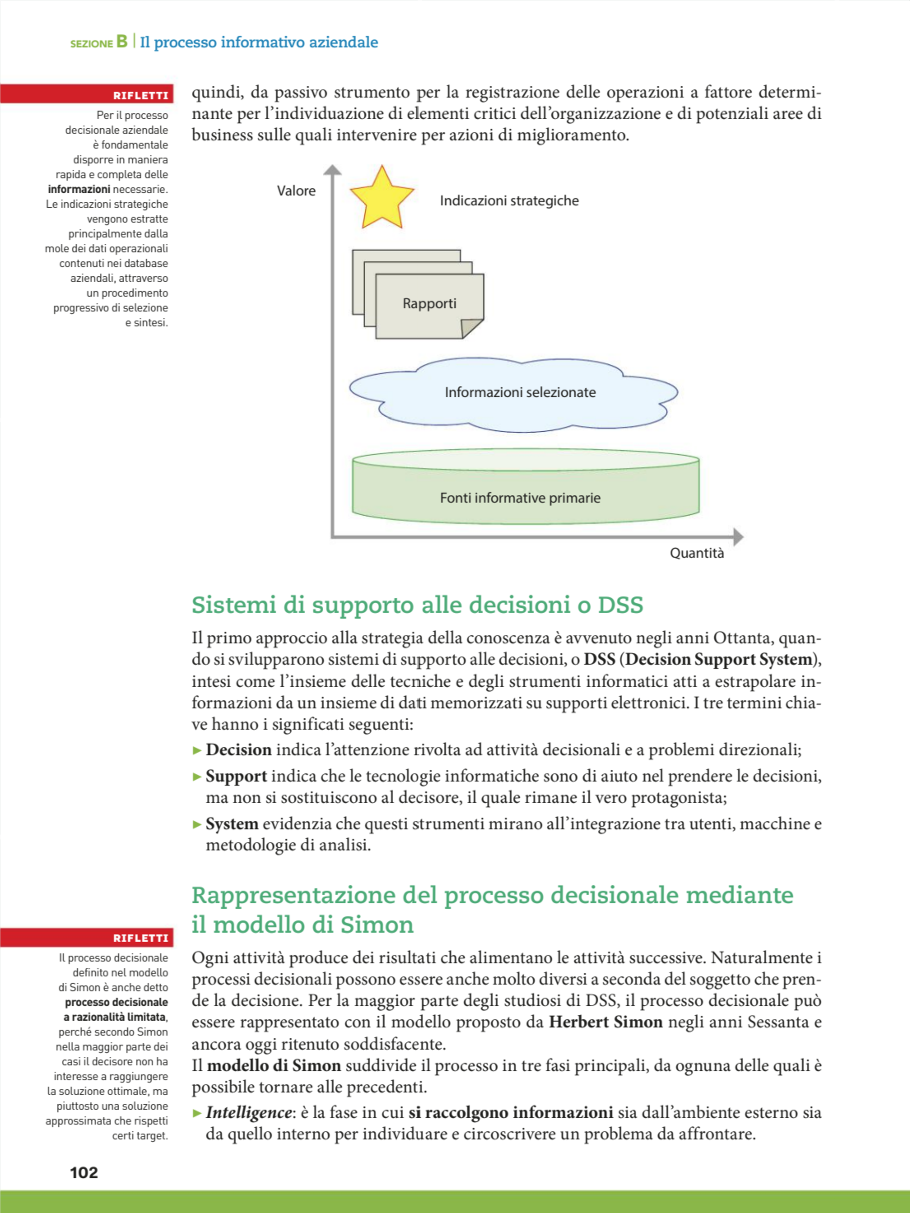 SEZIONE B | Il processo informativo aziendale
RIFLETTI
Per il processo
decisionale aziendale
è fondamentale
disporre in maniera
rapida e completa delle
informazioni necessarie.
Le indicazioni strategiche
vengono estratte
principalmente dalla
mole dei dati operazionali
contenuti nei database
aziendali, attraverso
un procedimento
progressivo di selezione
e sintesi.
quindi, da passivo strumento per la registrazione delle operazioni a fattore determi-
nante per l'individuazione di elementi critici dell'organizzazione e di potenziali aree di
business sulle quali intervenire per azioni di miglioramento.
Valore
Indicazioni strategiche
Rapporti
Informazioni selezionate
Fonti informative primarie
Quantità
Sistemi di supporto alle decisioni o DSS
Il primo approccio alla strategia della conoscenza è avvenuto negli anni Ottanta, quan-
do si svilupparono sistemi di supporto alle decisioni, o DSS (Decision Support System),
intesi come l'insieme delle tecniche e degli strumenti informatici atti a estrapolare in-
formazioni da un insieme di dati memorizzati su supporti elettronici. I tre termini chia-
ve hanno i significati seguenti:
▶ Decision indica l'attenzione rivolta ad attività decisionali e a problemi direzionali;
▶ Support indica che le tecnologie informatiche sono di aiuto nel prendere le decisioni,
ma non si sostituiscono al decisore, il quale rimane il vero protagonista;
▶ System evidenzia che questi strumenti mirano all'integrazione tra utenti, macchine e
metodologie di analisi.
Rappresentazione del processo decisionale mediante
il modello di Simon
RIFLETTI
Il processo decisionale
definito nel modello
di Simon è anche detto
processo decisionale
a razionalità limitata,
perché secondo Simon
nella maggior parte dei
casi il decisore non ha
interesse a raggiungere
la soluzione ottimale, ma
piuttosto una soluzione
approssimata che rispetti
certi target.
Ogni attività produce dei risultati che alimentano le attività successive. Naturalmente i
processi decisionali possono essere anche molto diversi a seconda del soggetto che pren-
de la decisione. Per la maggior parte degli studiosi di DSS, il processo decisionale può
essere rappresentato con il modello proposto da Herbert Simon negli anni Sessanta e
ancora oggi ritenuto soddisfacente.
Il modello di Simon suddivide il processo in tre fasi principali, da ognuna delle quali è
possibile tornare alle precedenti.
▶ Intelligence: è la fase in cui si raccolgono informazioni sia dall'ambiente esterno sia
da quello interno per individuare e circoscrivere un problema da affrontare.
102